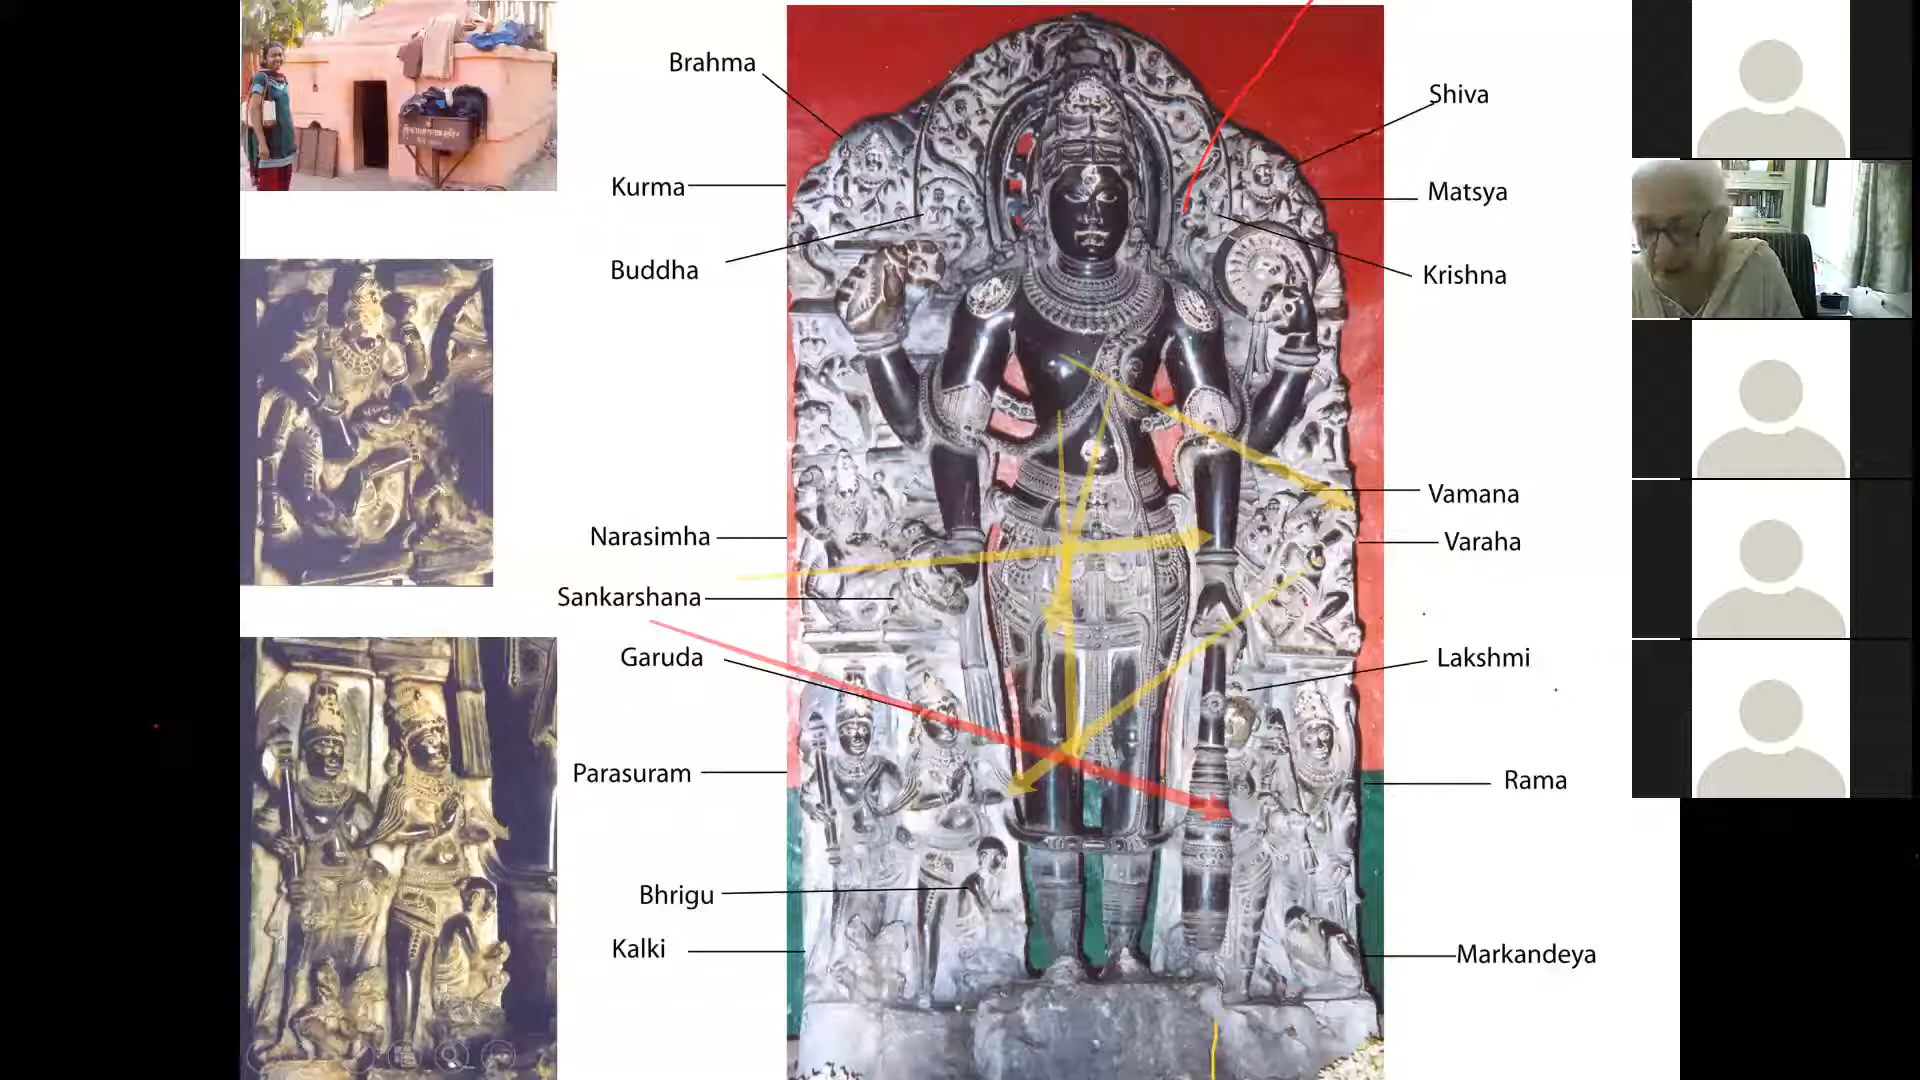 Brahma
Shiva
Kurma
Matsya
Buddha
Krishna
Vamana
Narasimha
Varaha
Sankarshana
Garuda
Lakshmi
Parasuram
Rama
Bhrigu
Kalki
Markandeya